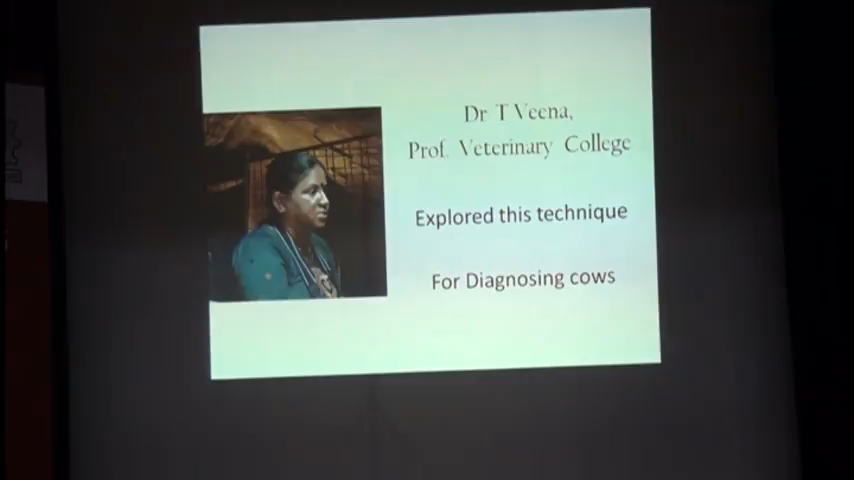 Dr T Veena,
Prof. Veterinary College
Explored this technique
For Diagnosing cows